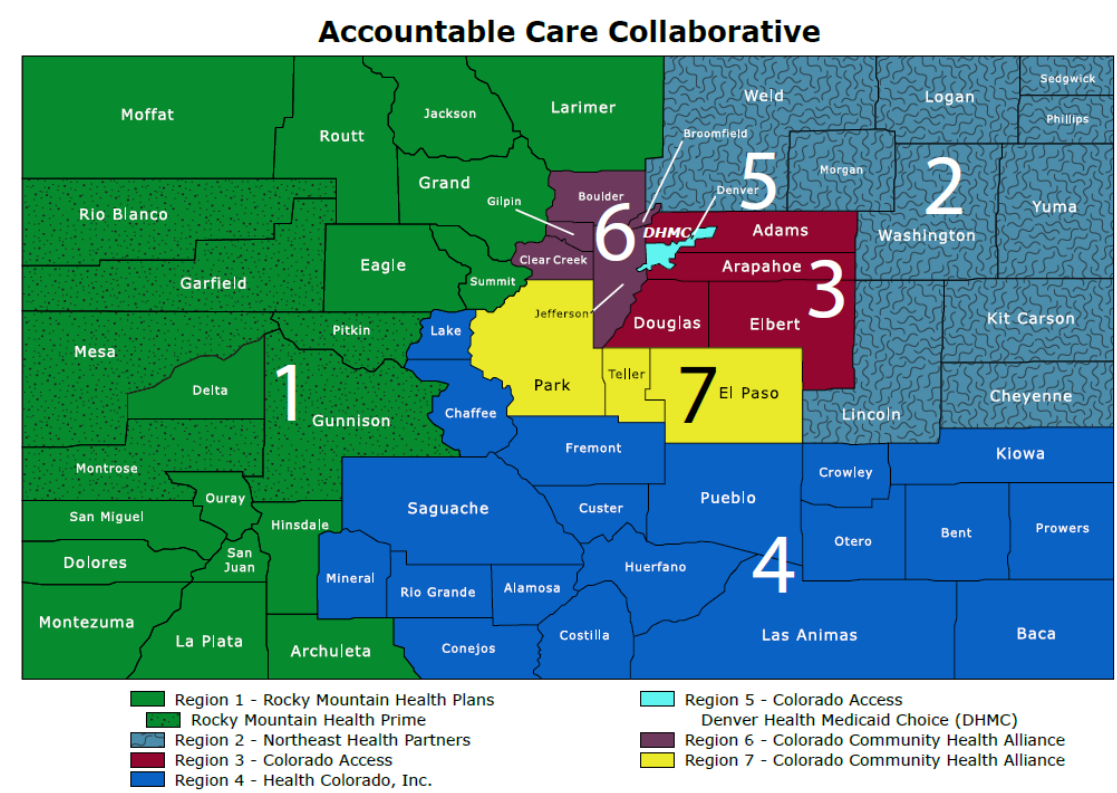 Accountable Care Collaborative
Moffat
Routt
Jackson
Larimer
Weld
Logan
Sedgwick
Phillips
Broomfield
Morgan
Grand
Gilpin
Boulder
5
Denver
2
Rio Blanco
Yuma
6
DHMC
Adams
Washington
Eagle
Clear Creek
Arapahoe
Garfield
Summit
3
Jefferson
Kit Carson
Mesa
Pitkin
Lake
Douglas
Elbert
Delta
1
Park
Teller
7
El Paso
Cheyenne
Gunnison
Chaffee
Lincoln
Montrose
Fremont
Kiowa
Crowley
Ouray
Saguache
Custer
Pueblo
San Miguel
Hinsdale
Otero
Bent
Prowers
Dolores
San
Juan
Mineral
Rio Grande
Alamosa
Huerfano
4
Montezuma
La Plata
Archuleta
Conejos
Costilla
Las Animas
Baca
Region 1 - Rocky Mountain Health Plans
Rocky Mountain Health Prime
Region 2 - Northeast Health Partners
Region 3 - Colorado Access
Region 4 - Health Colorado, Inc.
Region 5 - Colorado Access
Denver Health Medicaid Choice (DHMC)
Region 6 - Colorado Community Health Alliance
Region 7 - Colorado Community Health Alliance